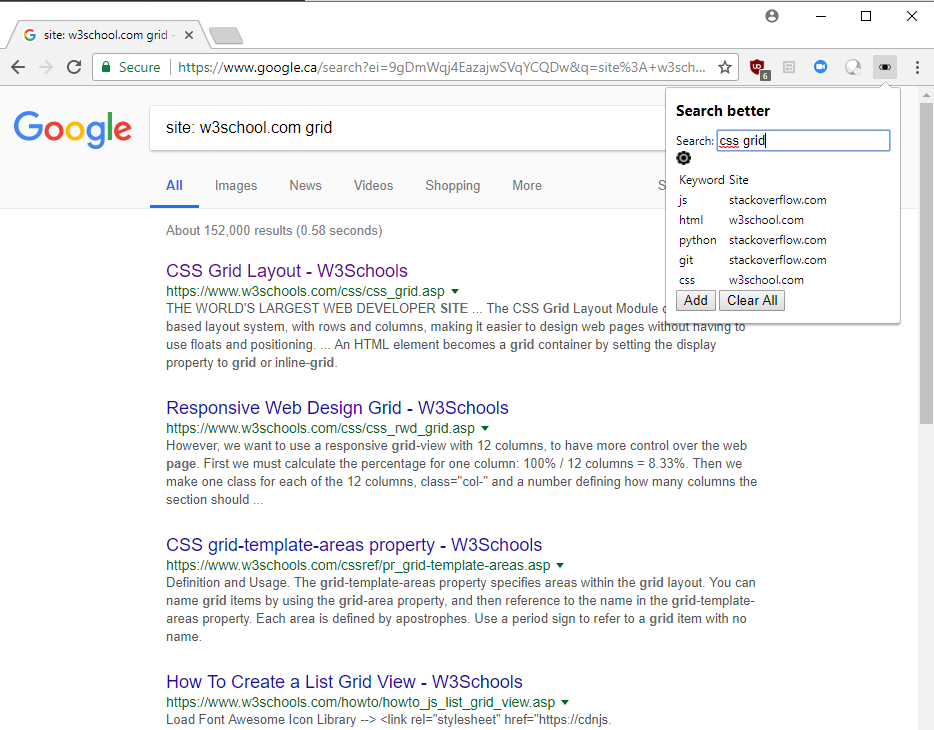 site: w3school.com grid -
Secure
https://www.google.ca/search?ei=9gDmWqj4EazajwSVqYCQDw&q=site%3A+w3sch...
6
Google
site: w3school.com grid
All Images News Videos Shopping More S
About 152,000 results (0.58 seconds)
CSS Grid Layout - W3Schools
https://www.w3schools.com/css/css_grid.asp
THE WORLD'S LARGEST WEB DEVELOPER SITE ... The CSS Grid Layout Module
based layout system, with rows and columns, making it easier to design web pages without having to
use floats and positioning. ... An HTML element becomes a grid container by setting the display
property to grid or inline-grid.
Responsive Web Design Grid - W3Schools
https://www.w3schools.com/css/css_rwd_grid.asp
However, we want to use a responsive grid-view with 12 columns, to have more control over the web
page. First we must calculate the percentage for one column: 100% / 12 columns = 8.33%. Then we
make one class for each of the 12 columns, class="col-" and a number defining how many columns the
section should ...
CSS grid-template-areas property - W3Schools
https://www.w3schools.com/cssref/pr_grid-template-areas.asp
Definition and Usage. The grid-template-areas property specifies areas within the grid layout. You can
name grid items by using the grid-area property, and then reference to the name in the grid-template-
areas property. Each area is defined by apostrophes. Use a period sign to refer to a grid item with no
name.
How To Create a List Grid View - W3Schools
https://www.w3schools.com/howto/howto_js_list_grid_view.asp
Load Font Awesome Icon Library --> <link rel="stylesheet" href="https://cdnjs.
Search better
Search: css grid
Keyword Site
js stackoverflow.com
html w3school.com
python stackoverflow.com
git stackoverflow.com
css w3school.com
Add Clear All